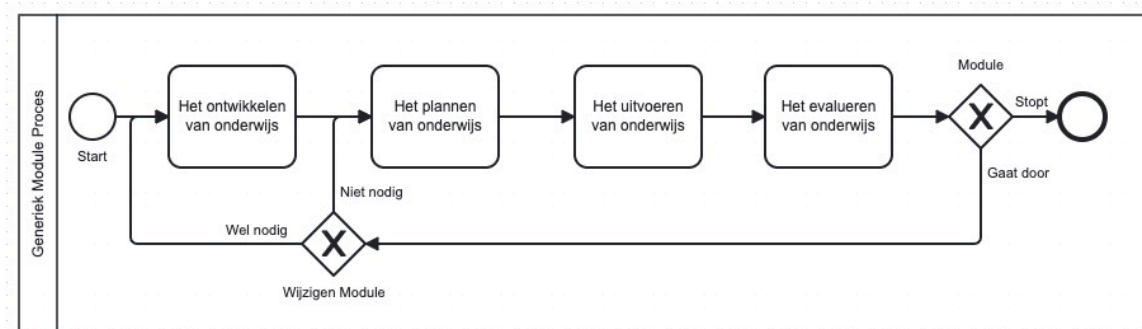 Generiek Module Proces
Start
Het ontwikkelen
van onderwijs
Het plannen
van onderwijs
Het uitvoeren
van onderwijs
Het evalueren
van onderwijs
Module
X
Stopt
Gaat door
Niet nodig
Wel nodig
X
Wijzigen Module